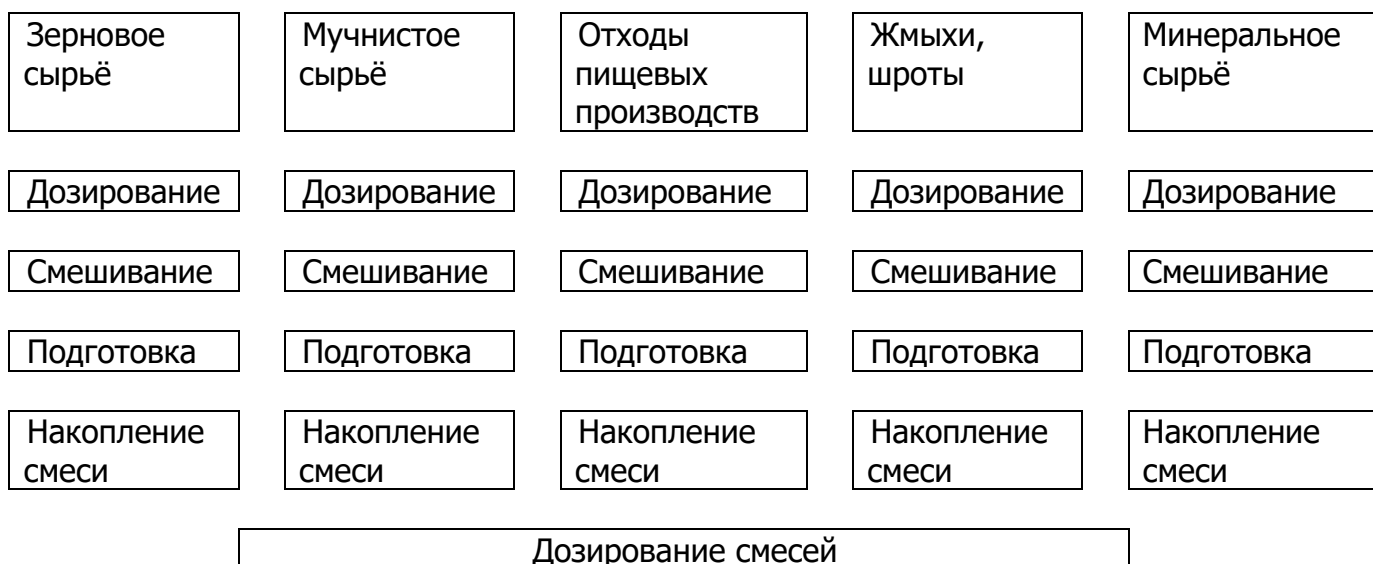 Зерновое Мучнистое Отходы Жмыхи, Минеральное
сырьё сырьё пищевых шроты сырьё
производств
Дозирование Дозирование Дозирование Дозирование Дозирование
Смешивание Смешивание Смешивание Смешивание Смешивание
Подготовка Подготовка Подготовка Подготовка Подготовка
Накопление Накопление Накопление Накопление Накопление
смеси смеси смеси смеси смеси
Дозирование смесей